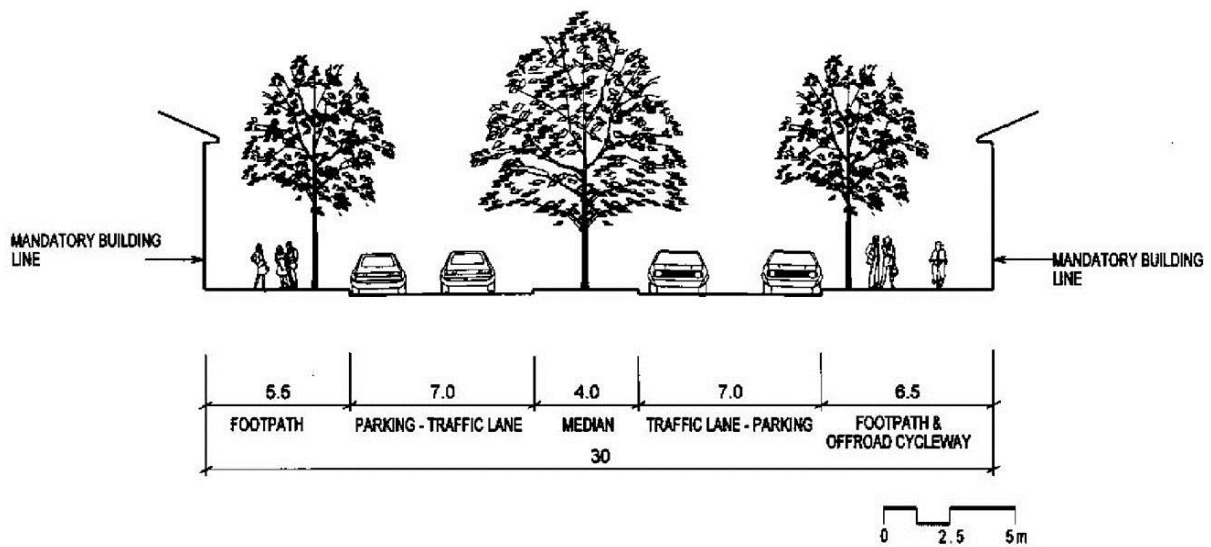 MANDATORY BUILDING
LINE
MANDATORY BUILDING
LINE
5.5
7.0
4.0
7.0
6.5
FOOTPATH
PARKING - TRAFFIC LANE
MEDIAN
TRAFFIC LANE - PARKING
FOOTPATH &
OFFROAD CYCLEWAY
30
0
2.5
5m